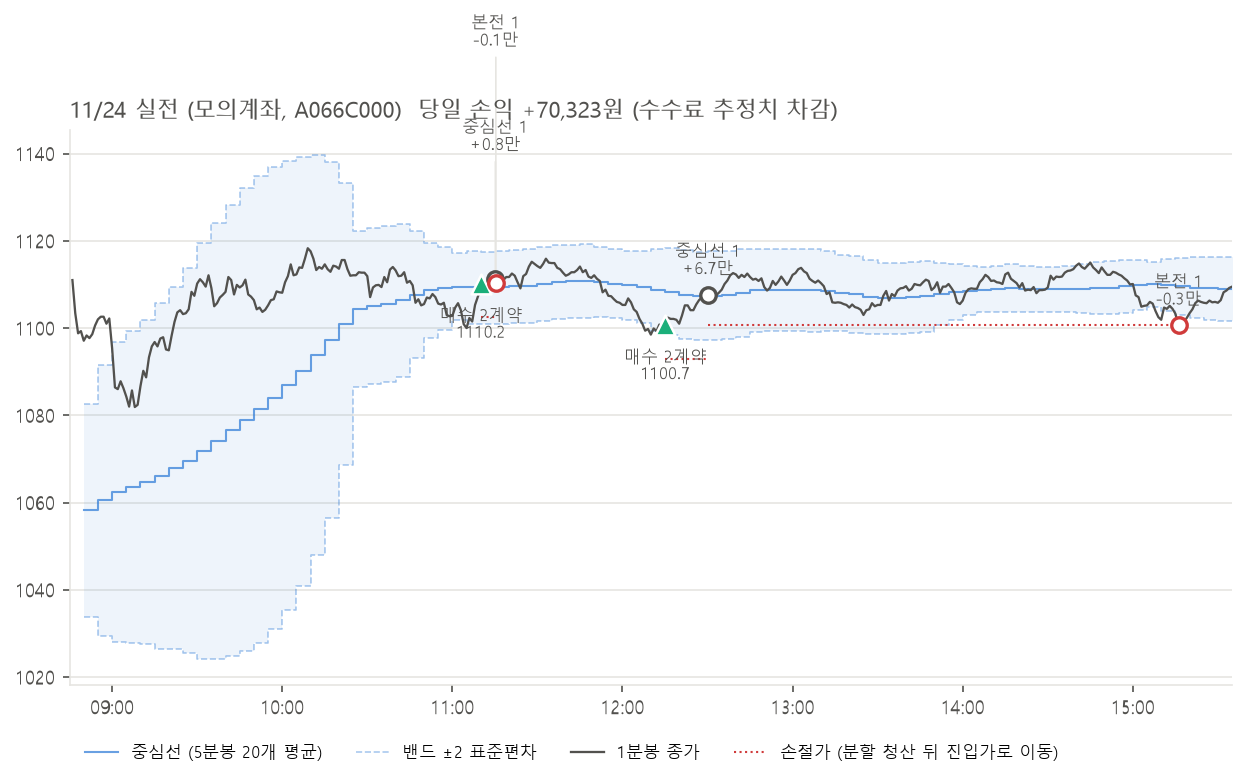 본전 1
-0.1만
11/24 실전 (모의계좌, A066C000) 당일 손익 +70,323원 (수수료 추정치 차감)
중심선 1
+0.8만
1140
1120
1100
1080
1060
1040
1020
중심선 1
+6.7만
본전 1
-0.3만
매수 2계약
1110.2
매수 2계약
1100.7
09:00 10:00 11:00 12:00 13:00 14:00 15:00
중심선 (5분봉 20개 평균) 밴드 ±2 표준편차 1분봉 종가 손절가 (분할 청산 뒤 진입가로 이동)